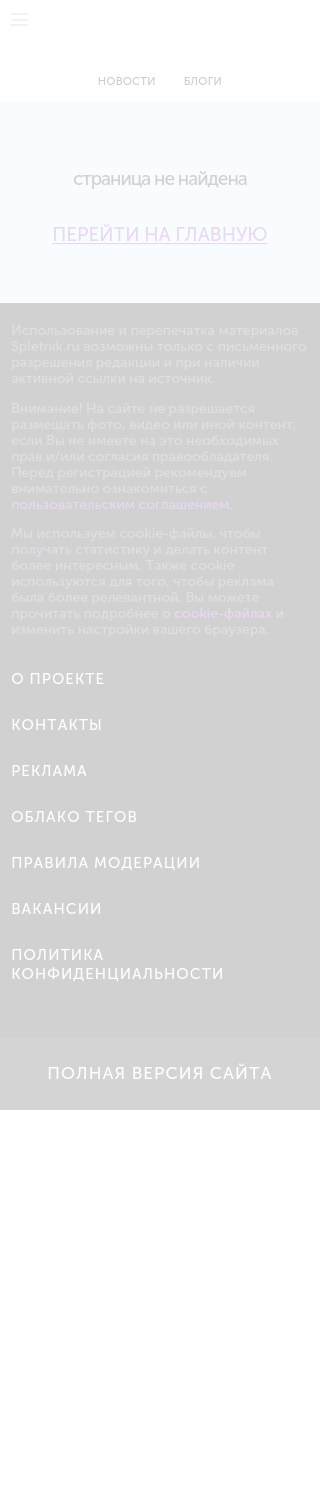 НОВОСТИ БЛОГИ
страница не найдена
ПЕРЕЙТИ НА ГЛАВНУЮ
Использование и перепечатка материалов
Spletnik.ru возможны только с письменного
разрешения редакции и при наличии
активной ссылки на источник.
Внимание! На сайте не разрешается
размещать фото, видео или иной контент,
если Вы не имеете на это необходимых
прав и/или согласия правообладателя.
Перед регистрацией рекомендуем
внимательно ознакомиться с
пользовательским соглашением.
Мы используем cookie-файлы, чтобы
получать статистику и делать контент
более интересным. Также cookie
используются для того, чтобы реклама
была более релевантной. Вы можете
прочитать подробнее о cookie-файлах и
изменить настройки вашего браузера.
О ПРОЕКТЕ
КОНТАКТЫ
РЕКЛАМА
ОБЛАКО ТЕГОВ
ПРАВИЛА МОДЕРАЦИИ
ВАКАНСИИ
ПОЛИТИКА
КОНФИДЕНЦИАЛЬНОСТИ
ПОЛНАЯ ВЕРСИЯ САЙТА